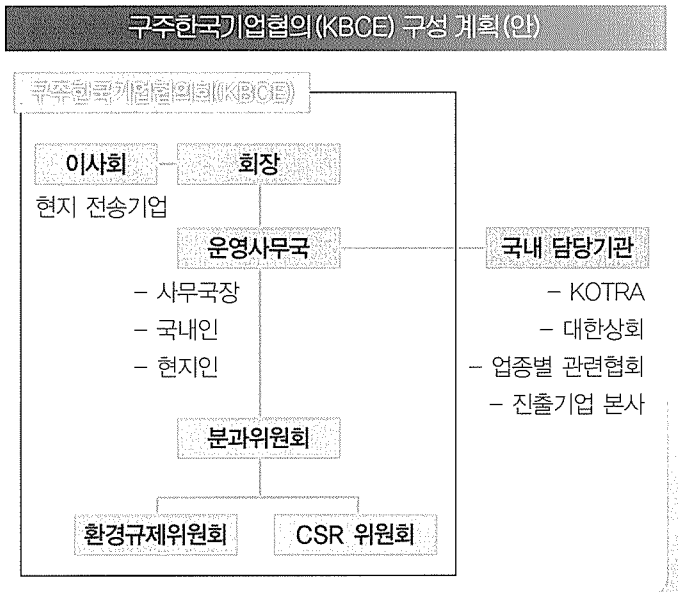 구주한국기업협의(KBCE) 구성 계획(안)
구주한국기업협의회(KBCE)
이사회
회장
현지 전송기업
운영사무국
국내 담당기관
- 사무국장
- 국내인
- 현지인
- KOTRA
- 대한상회
- 업종별 관련협회
- 진출기업 본사
분과위원회
환경규제위원회
CSR 위원회